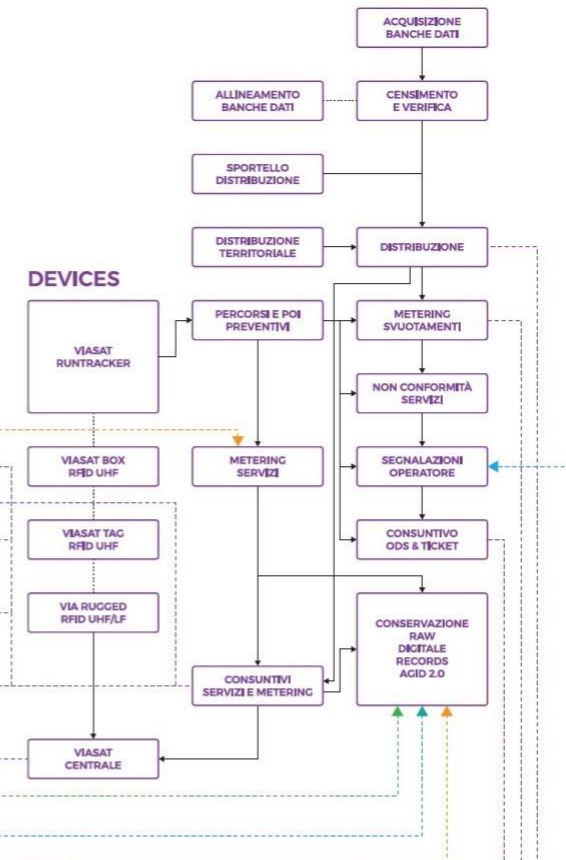 ACQUISIZIONE
BANCHE DATI
ALLINEAMENTO
BANCHE DATI
CENSIMENTO
E VERIFICA
SPORTELLO
DISTRIBUZIONE
DISTRIBUZIONE
TERRITORIALE
DISTRIBUZIONE
DEVICES
VIASAT
RUNTRACKER
PERCORSI E POI
PREVENTIVI
METERING
SVUOTAMENTI
NON CONFORMITÀ
SERVIZI
VIASAT BOX
RFID UHF
METERING
SERVIZI
SEGNALAZIONI
OPERATORE
VIASAT TAG
RFID UHF
CONSUNTIVO
ODS & TICKET
VIA RUGGED
RFID UHF/LF
CONSERVAZIONE
RAW
DIGITALE
RECORDS
AGID 2.0
CONSUNTIVI
SERVIZI E METERING
VIASAT
CENTRALE